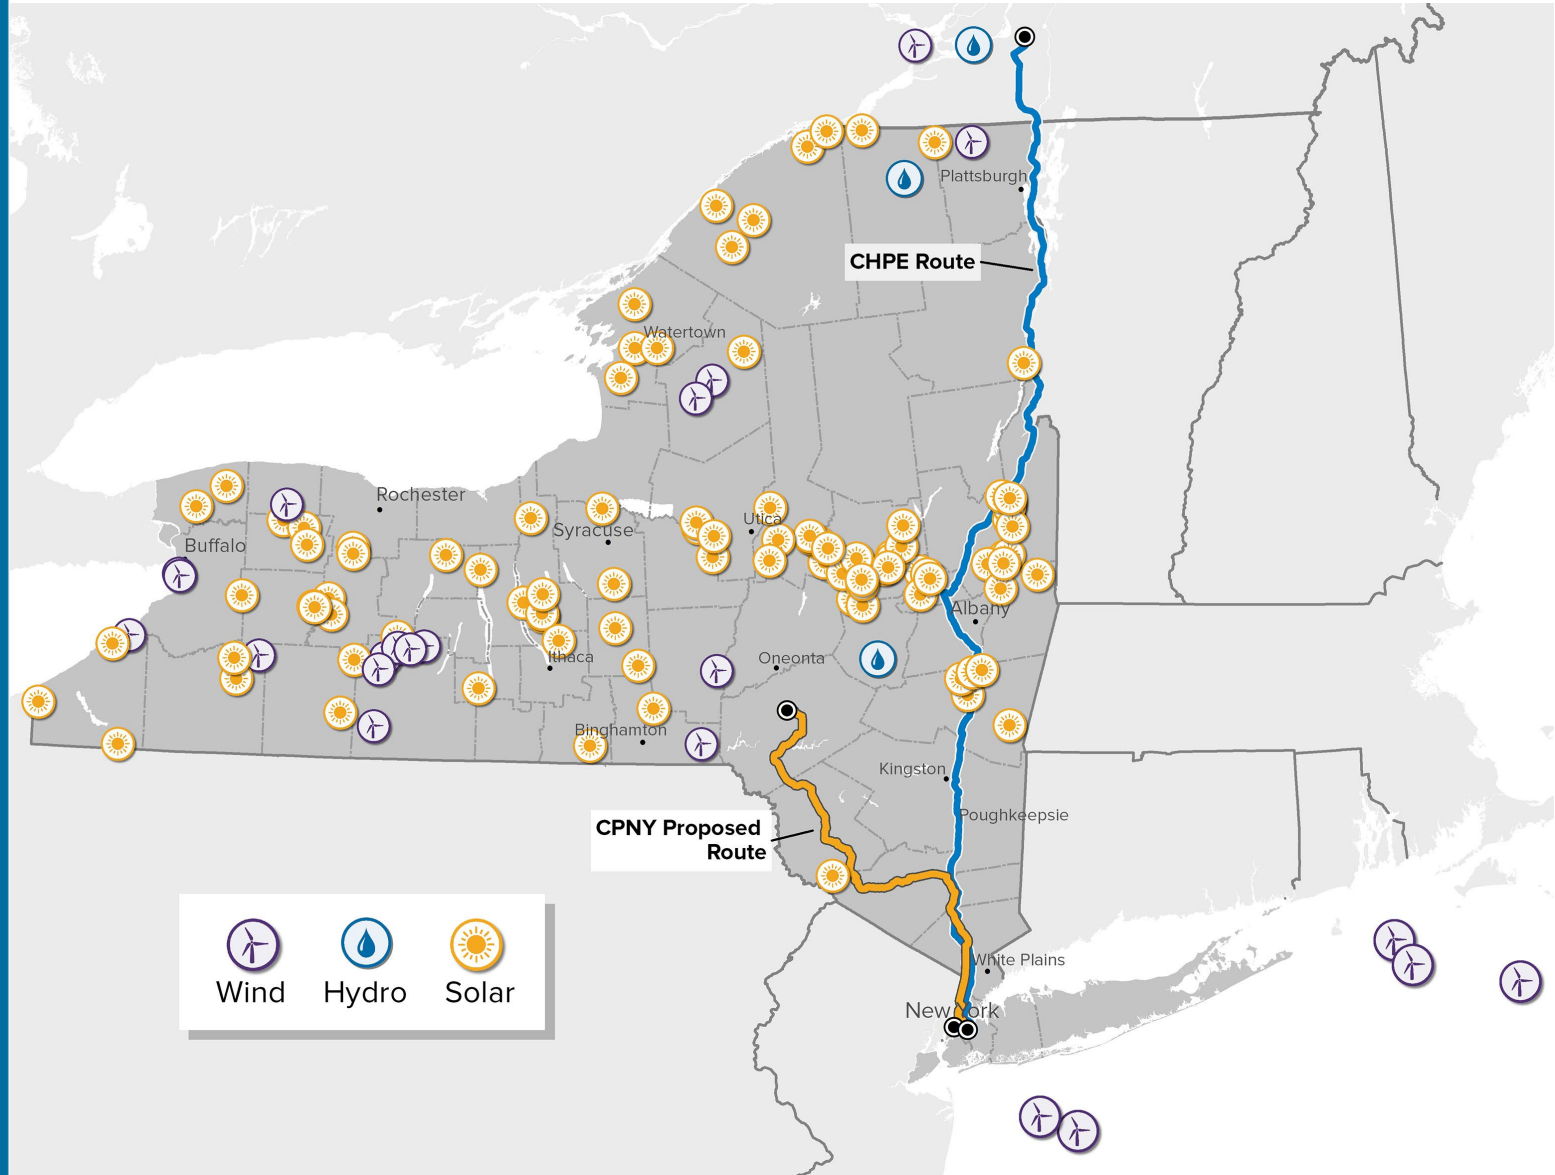 Plattsburgh
CHPE Route
Watertown
Rochester
Syracuse
Utica
Buffalo
Albany
Ithaca
Oneonta
Binghamton
Kingston
Poughkeepsie
CPNY Proposed
Route
White Plains
New York
Wind
Hydro
Solar